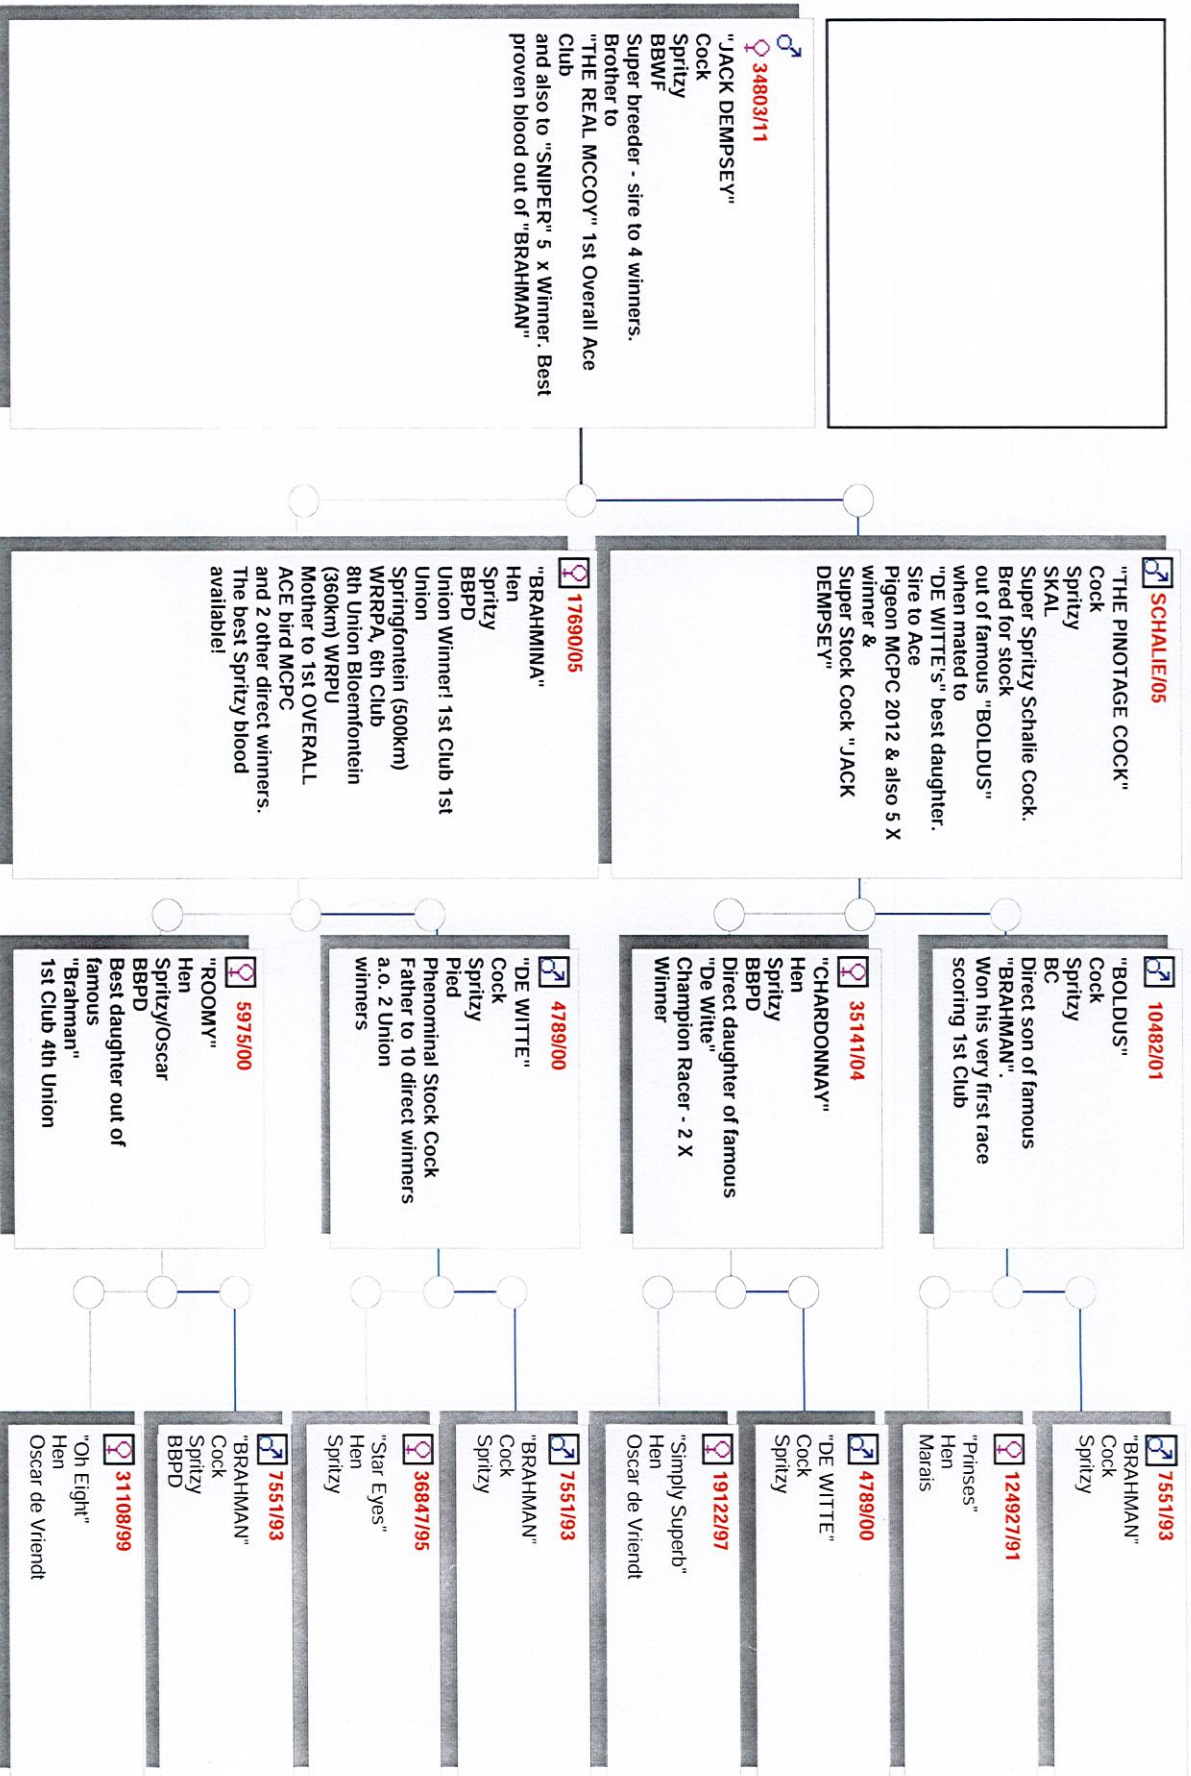 34803/11
"JACK DEMPSEY"
Cock
Spritzy
BBWF
Super breeder - sire to 4 winners.
Brother to
"THE REAL MCCOY" 1st Overall Ace
Club
and also to "SNIPER" 5 x Winner. Best
proven blood out of "BRAHMAN"
SCHALIE/05
"THE PINOTAGE COCK"
Cock
Spritzy
SKAL
Super Spritzy Schalie Cock.
Bred for stock
out of famous "BOLDUS"
when mated to
"DE WITTE's" best daughter.
Sire to Ace
Pigeon MCPC 2012 & also 5 X
winner &
Super Stock Cock "JACK
DEMPSEY"
17690/05
"BRAHMINA"
Hen
Spritzy
BBPD
Union Winner! 1st Club 1st
Union
Springfontein (500km)
WRRPA, 6th Club
8th Union Bloemfontein
(360km) WRPU
Mother to 1st OVERALL
ACE bird MCPC
and 2 other direct winners.
The best Spritzy blood
available!
10482/01
"BOLDUS"
Cock
Spritzy
BC
Direct son of famous
"BRAHMAN".
Won his very first race
scoring 1st Club
35141/04
"CHARDONNAY"
Hen
Spritzy
BBPD
Direct daughter of famous
"De Witte"
Champion Racer - 2 X
Winner
4789/00
"DE WITTE"
Cock
Spritzy
Pied
Phenominal Stock Cock
Father to 10 direct winners
a.o. 2 Union
winners
5975/00
"ROOMY"
Hen
Spritzy/Oscar
BBPD
Best daughter out of
famous
"Brahman"
1st Club 4th Union
7551/93
"BRAHMAN"
Cock
Spritzy
124927/91
"Prinses"
Hen
Marais
4789/00
"DE WITTE"
Cock
Spritzy
19122/97
"Simply Superb"
Hen
Oscar de Vriendt
7551/93
"BRAHMAN"
Cock
Spritzy
36847/95
"Star Eyes"
Hen
Spritzy
7551/93
"BRAHMAN"
Cock
Spritzy
BBPD
31108/99
"Oh Eight"
Hen
Oscar de Vriendt